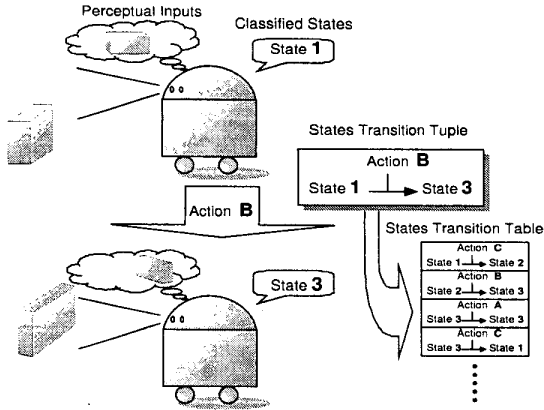 Perceptual Inputs
Classified States
State 1
States Transition Tuple
Action B
State 1 State 3
Action B
States Transition Table
Action C
State 1 State 2
Action B
State 2 State 3
Action A
State 3 State 3
Action C
State 3 State 1
State 3